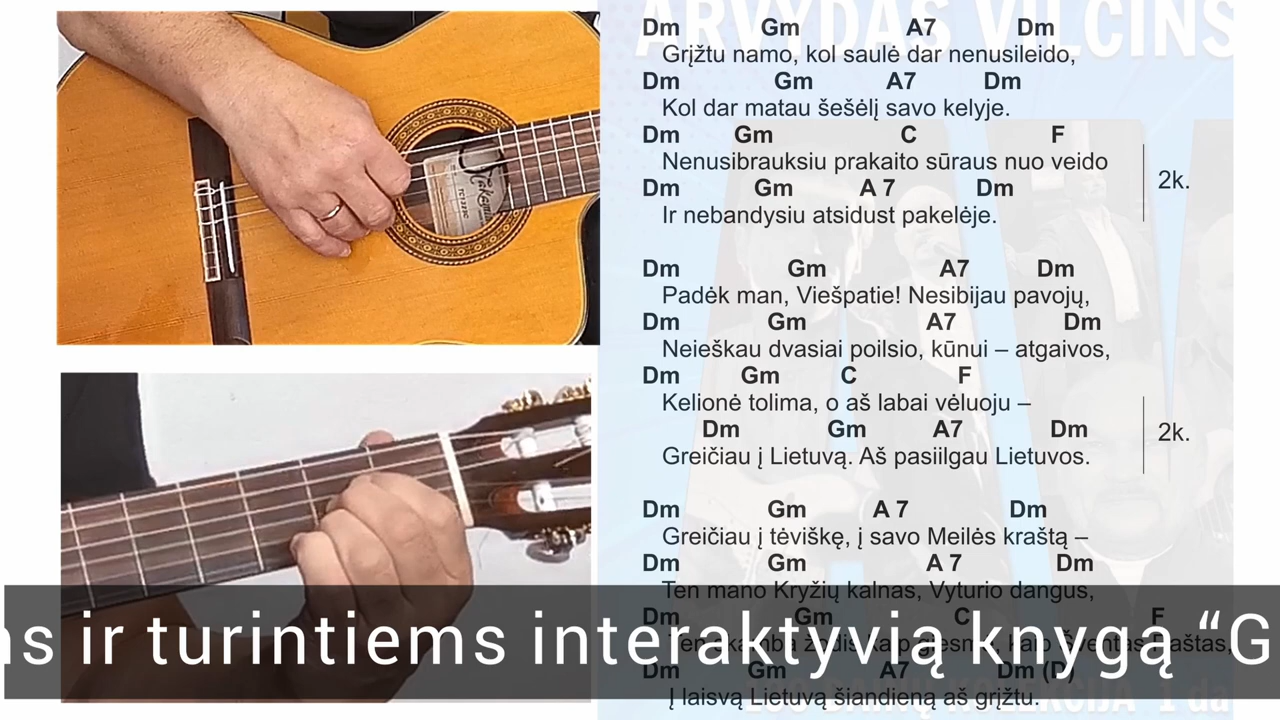 ARVYDAS VILČINS
Dm Gm A7 Dm
Grįžtu namo, kol saulė dar nenusileido,
Dm Gm A7 Dm
Kol dar matau šešėlį savo kelyje.
Dm Gm C F
Nenusibrauksiu prakaito sūraus nuo veido
2k.
Dm Gm A 7 Dm
Ir nebandysiu atsidust pakelėje.
Dm Gm A7 Dm
Padėk man, Viešpatie! Nesibijau pavojų,
Dm Gm A7 Dm
Neieškau dvasiai poilsio, kūnui – atgaivos,
Dm Gm C F
Kelionė tolima, o aš labai vėluoju –
2k.
Dm Gm A7 Dm
Greičiau į Lietuvą. Aš pasiilgau Lietuvos.
Dm Gm A 7 Dm
Greičiau į tėviškę, į savo Meilės kraštą –
Dm Gm A 7 Dm
Ten mano Kryžių kalnas, Vyturio dangus,
Dm Gm C F
ns ir turintiems interaktyvią knygą “G
Dm Gm A7 Dm (D)
Į laisvą Lietuvą šiandieną aš grįžtu.